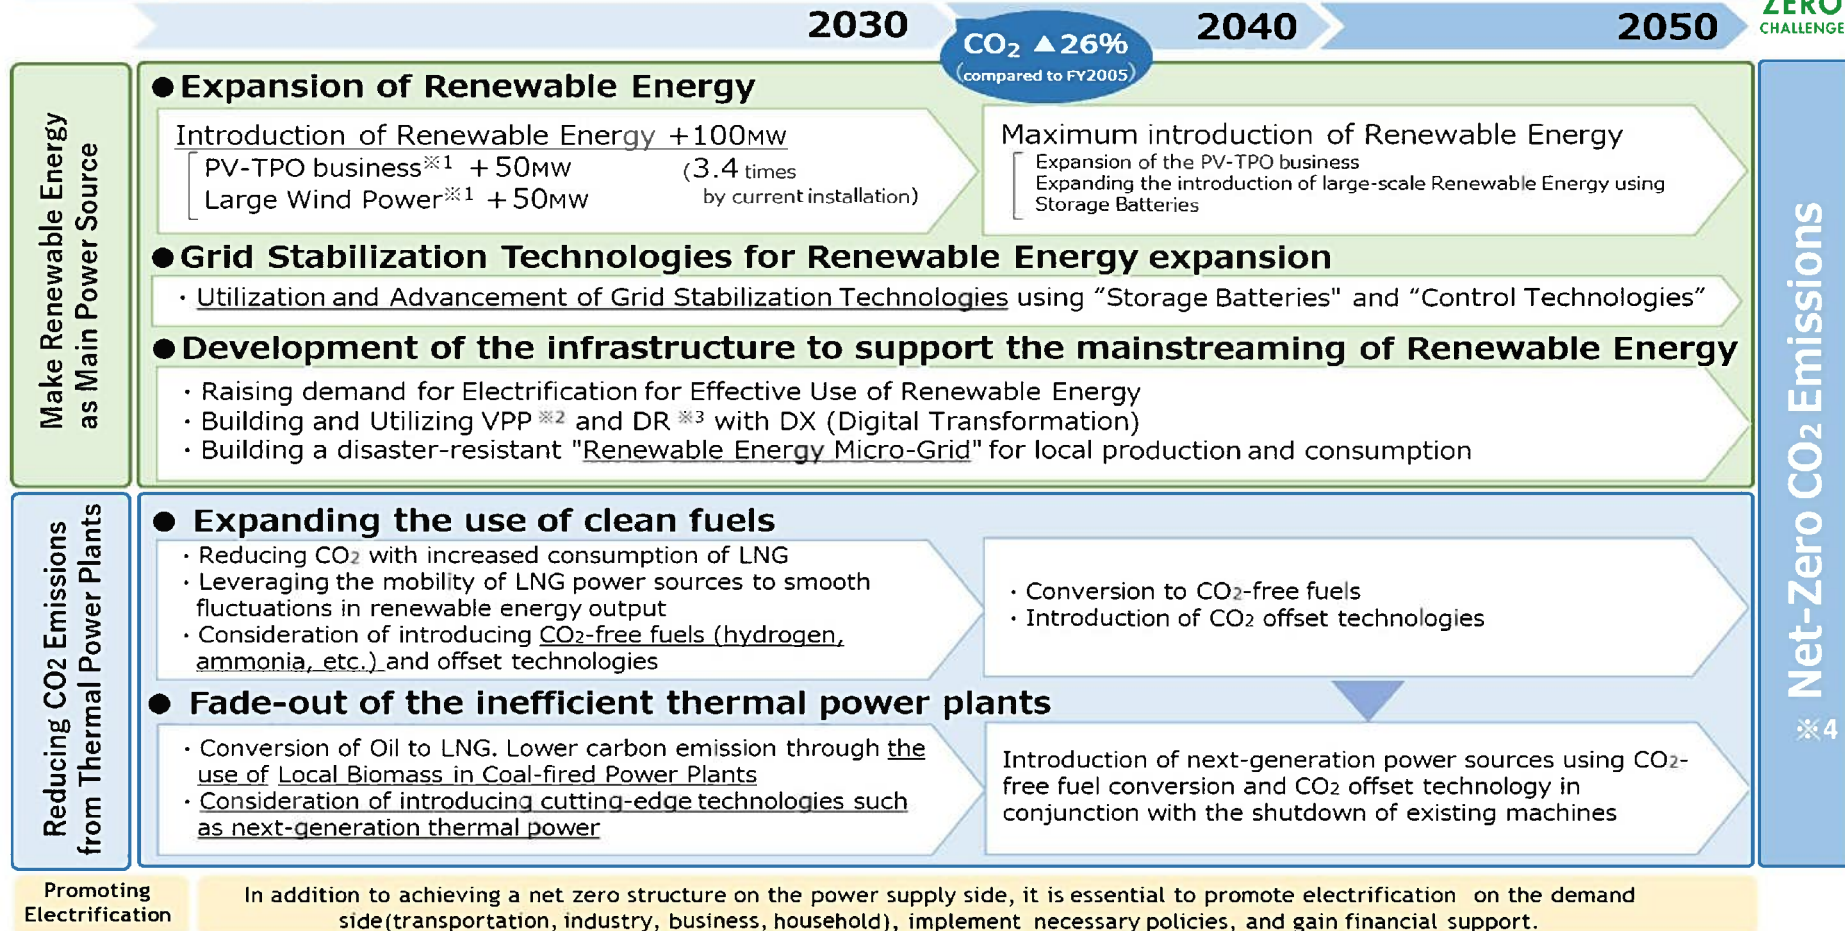 2030
2040
2050
ZERO
CHALLENGE
CO₂ ▲26%
(compared to FY2005)
Make Renewable Energy
as Main Power Source
●Expansion of Renewable Energy
Introduction of Renewable Energy +100MW
PV-TPO business※1 +50MW (3.4 times
Large Wind Power※1 +50MW by current installation)
Maximum introduction of Renewable Energy
Expansion of the PV-TPO business
Expanding the introduction of large-scale Renewable Energy using
Storage Batteries
●Grid Stabilization Technologies for Renewable Energy expansion
・Utilization and Advancement of Grid Stabilization Technologies using “Storage Batteries" and “Control Technologies”
●Development of the infrastructure to support the mainstreaming of Renewable Energy
・Raising demand for Electrification for Effective Use of Renewable Energy
・Building and Utilizing VPP ※2 and DR ※3 with DX (Digital Transformation)
・Building a disaster-resistant "Renewable Energy Micro-Grid" for local production and consumption
Reducing CO2 Emissions
from Thermal Power Plants
● Expanding the use of clean fuels
・Reducing CO₂ with increased consumption of LNG
・Leveraging the mobility of LNG power sources to smooth
fluctuations in renewable energy output
・Consideration of introducing CO₂-free fuels (hydrogen,
ammonia, etc.) and offset technologies
・Conversion to CO₂-free fuels
・Introduction of CO₂ offset technologies
● Fade-out of the inefficient thermal power plants
・Conversion of Oil to LNG. Lower carbon emission through the
use of Local Biomass in Coal-fired Power Plants
・Consideration of introducing cutting-edge technologies such
as next-generation thermal power
Introduction of next-generation power sources using CO₂-
free fuel conversion and CO₂ offset technology in
conjunction with the shutdown of existing machines
Net-Zero CO2 Emissions
※4
Promoting
Electrification
In addition to achieving a net zero structure on the power supply side, it is essential to promote electrification on the demand
side(transportation, industry, business, household), implement necessary policies, and gain financial support.